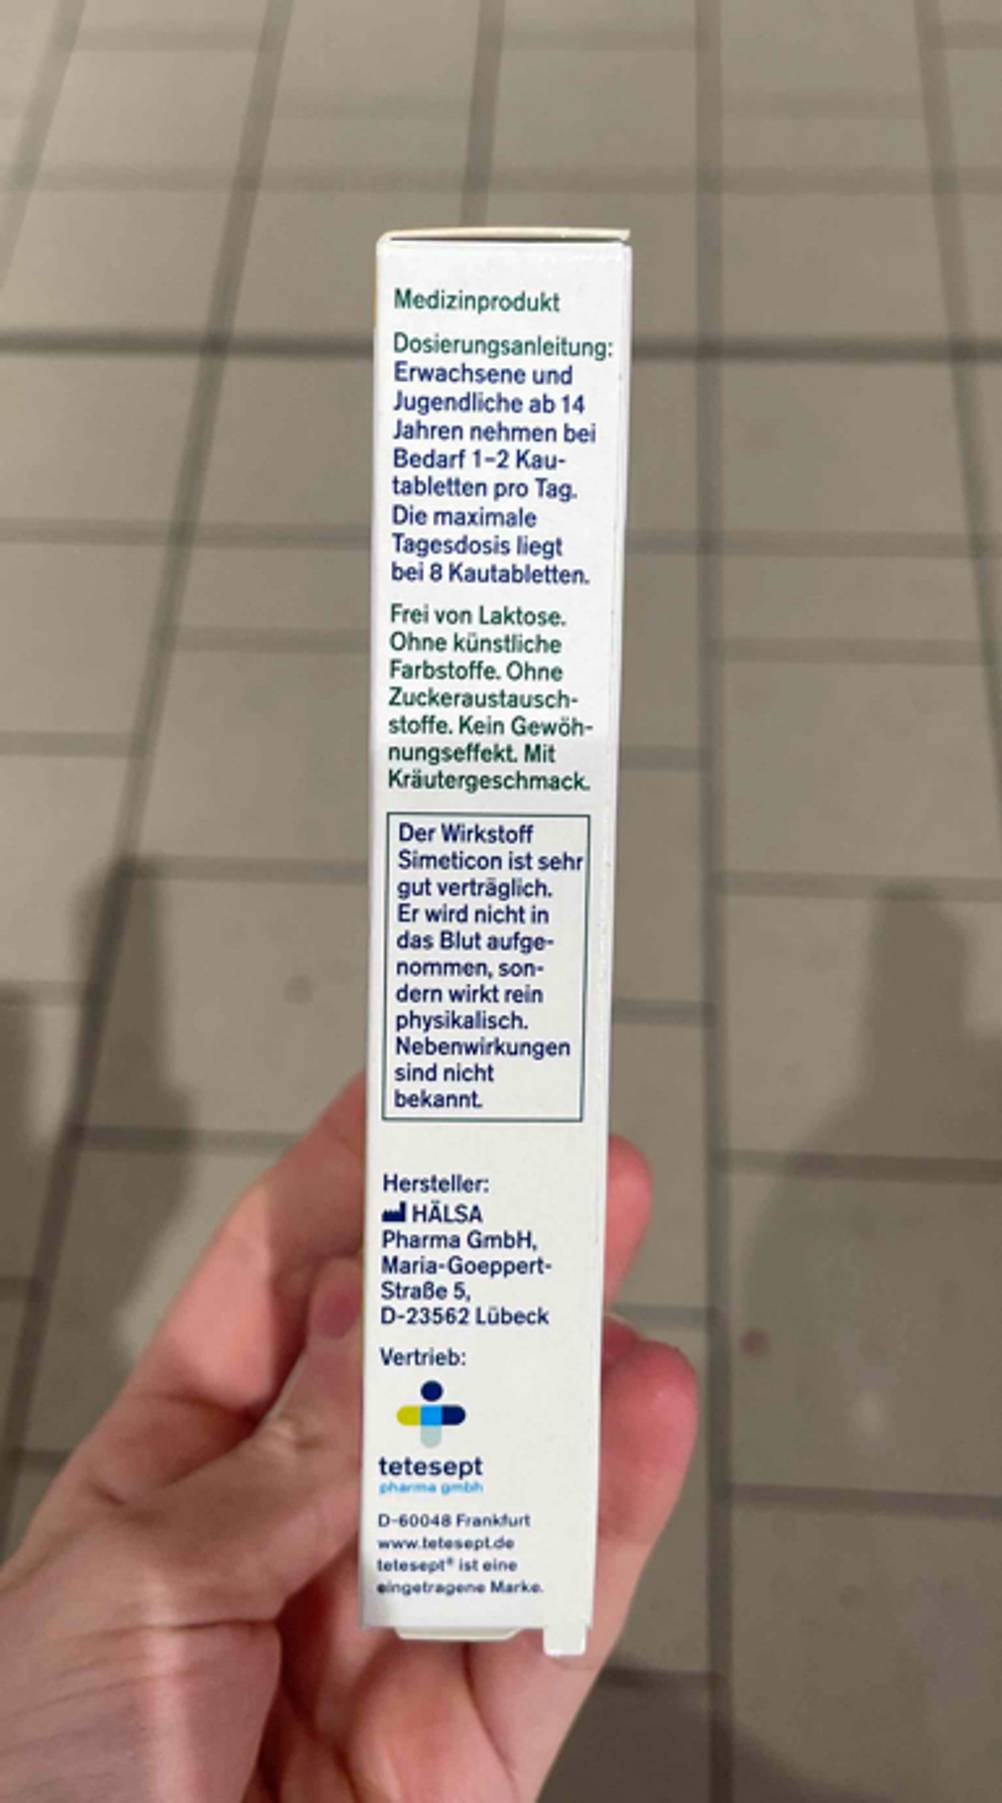 Medizinprodukt
Dosierungsanleitung:
Erwachsene und
Jugendliche ab 14
Jahren nehmen bei
Bedarf 1-2 Kau-
tabletten pro Tag.
Die maximale
Tagesdosis liegt
bei 8 Kautabletten.
Frei von Laktose.
Ohne künstliche
Farbstoffe. Ohne
Zuckeraustausch-
stoffe. Kein Gewöh-
nungseffekt. Mit
Kräutergeschmack.
Der Wirkstoff
Simeticon ist sehr
gut verträglich.
Er wird nicht in
das Blut aufge-
nommen, son-
dern wirkt rein
physikalisch.
Nebenwirkungen
sind nicht
bekannt.
Hersteller:
HÄLSA
Pharma GmbH,
Maria-Goeppert-
Straße 5,
D-23562 Lübeck
Vertrieb:
tetesept
pharma gmbh
D-60048 Frankfurt
www.tetesept.de
tetesept® ist eine
eingetragene Marke.